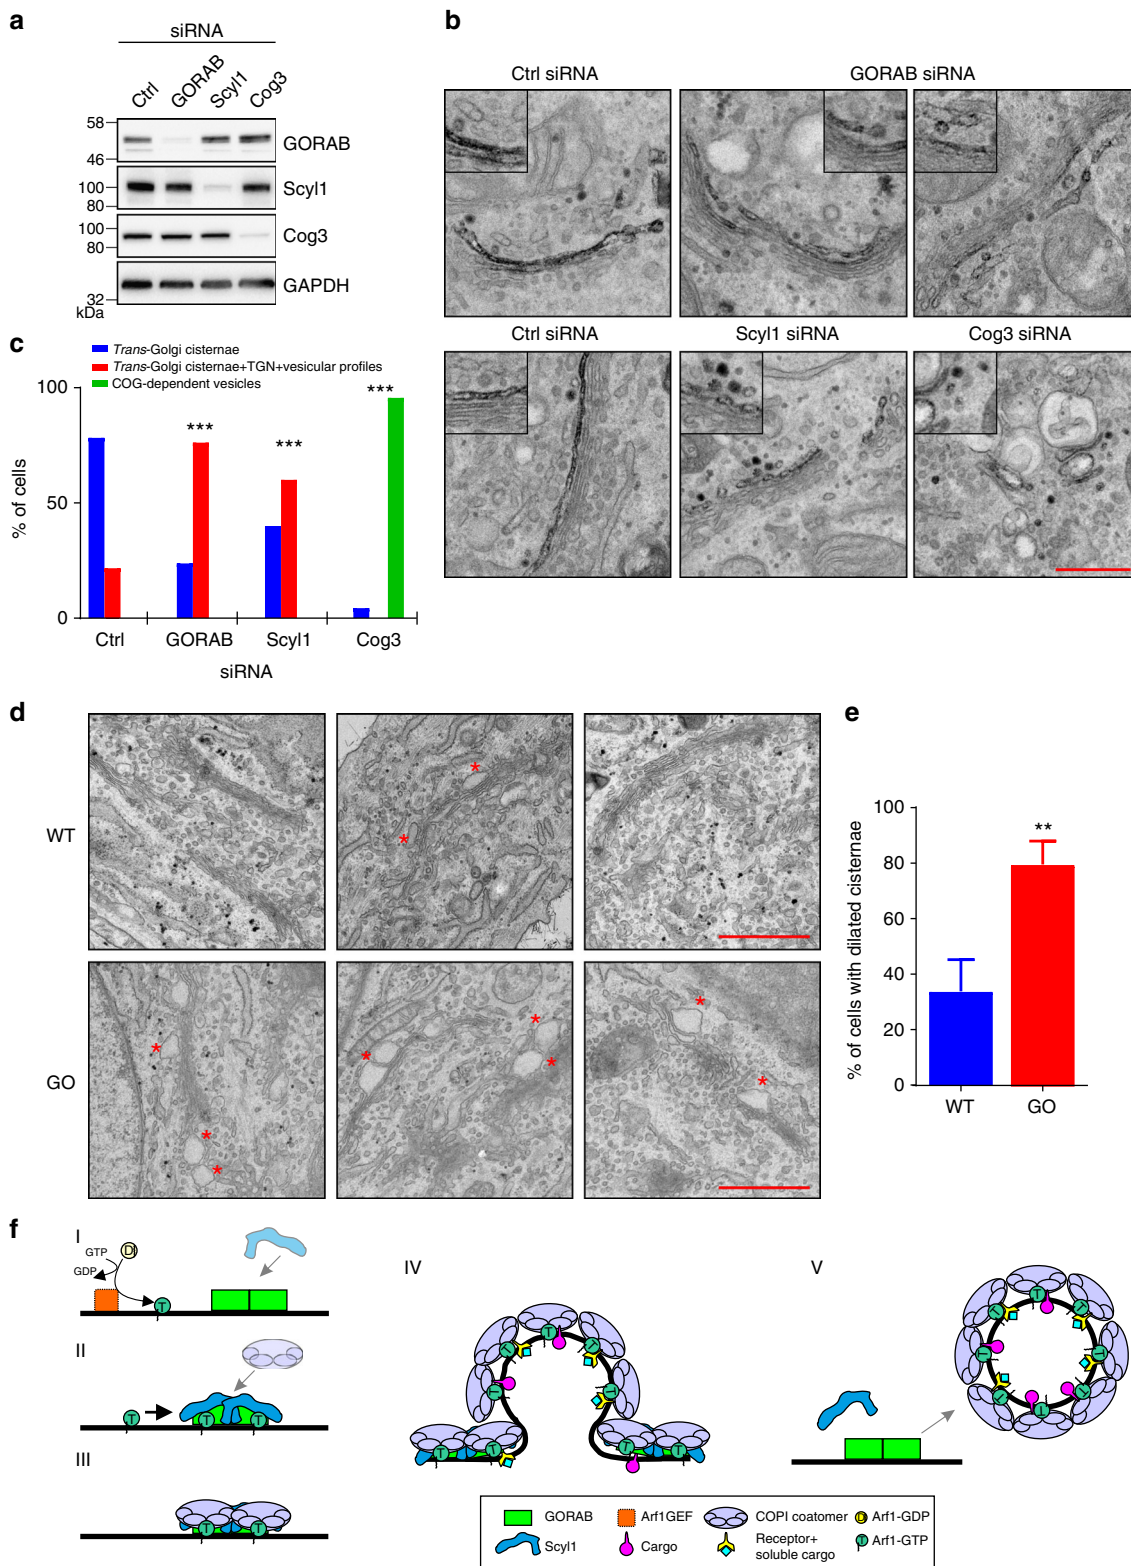 a
siRNA
Ctrl
GORAB
Scyl1
Cog3
58
46
GORAB
100
80
Scyl1
100
80
Cog3
32
kDa
GAPDH
b
Ctrl siRNA
GORAB siRNA
Ctrl siRNA
Scyl1 siRNA
Cog3 siRNA
c
Trans-Golgi cisternae
Trans-Golgi cisternae+TGN+vesicular profiles
COG-dependent vesicles
% of cells
100
50
0
***
***
***
Ctrl
GORAB
Scyl1
Cog3
siRNA
d
WT
* *
GO
* * *
* * *
* *
e
% of cells with dilated cisternae
100
80
60
40
20
0
**
WT
GO
f
I
GTP
GDP
D
T
II
T
T T
III
T T
IV
T T T T T T T T
V
T T T T T T T T
GORAB
Arf1GEF
COPI coatomer
D Arf1-GDP
Scyl1
Cargo
Receptor+
soluble cargo
T Arf1-GTP